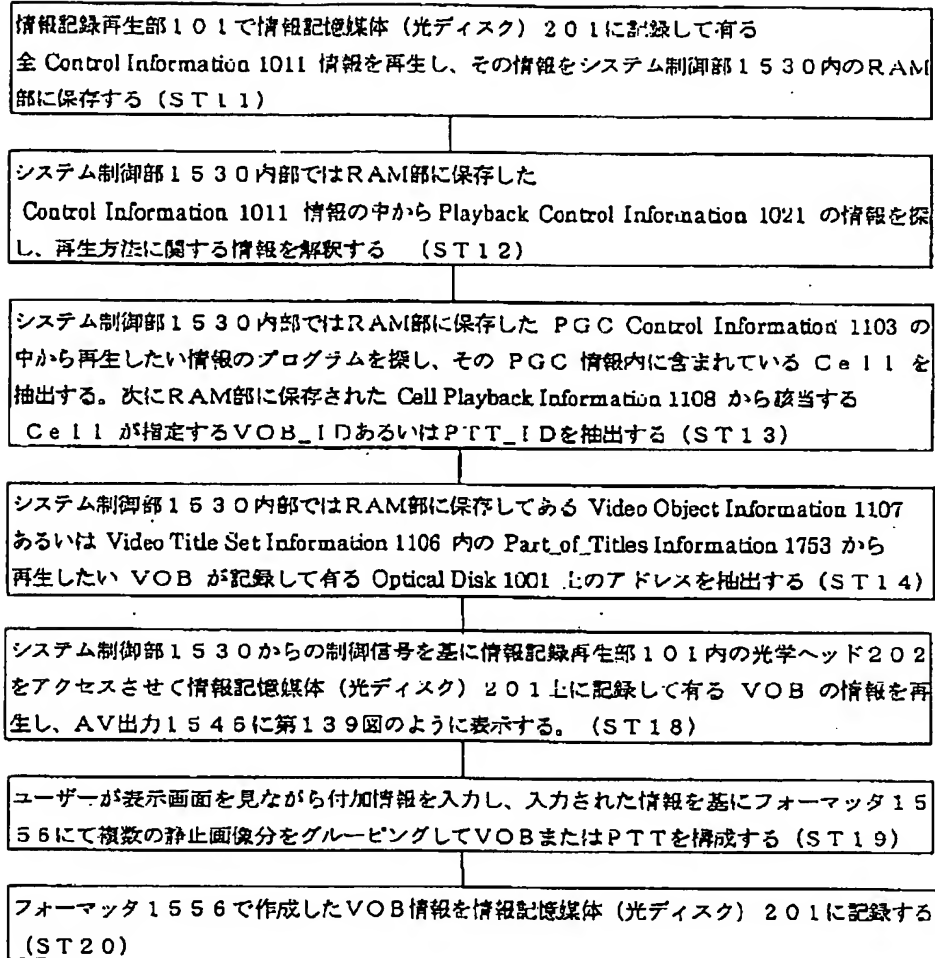 情報記録再生部101で情報記憶媒体（光ディスク）201に記録して有る
全 Control Information 1011 情報を再生し、その情報をシステム制御部1530内のRAM
部に保存する（ST11）
システム制御部1530内部ではRAM部に保存した
Control Information 1011 情報の中から Playback Control Information 1021 の情報を探
し、再生方法に関する情報を解釈する （ST12）
システム制御部1530内部ではRAM部に保存した PGC Control Information 1103 の
中から再生したい情報のプログラムを探し、その PGC 情報内に含まれている Cell を
抽出する。次にRAM部に保存された Cell Playback Information 1108 から該当する
Cell が指定するVOB_IDあるいはPTT_IDを抽出する（ST13）
システム制御部1530内部ではRAM部に保存してある Video Object Information 1107
あるいは Video Title Set Information 1106 内の Part_of_Titles Information 1753 から
再生したい VOB が記録して有る Optical Disk 1001 上のアドレスを抽出する（ST14）
システム制御部1530からの制御信号を基に情報記録再生部101内の光学ヘッド202
をアクセスさせて情報記憶媒体（光ディスク）201上に記録して有る VOB の情報を再
生し、AV出力1546に第139図のように表示する。（ST18）
ユーザーが表示画面を見ながら付加情報を入力し、入力された情報を基にフォーマッタ15
56にて複数の静止画像分をグルーピングしてVOBまたはPTTを構成する（ST19）
フォーマッタ1556で作成したVOB情報を情報記憶媒体（光ディスク）201に記録する
（ST20）